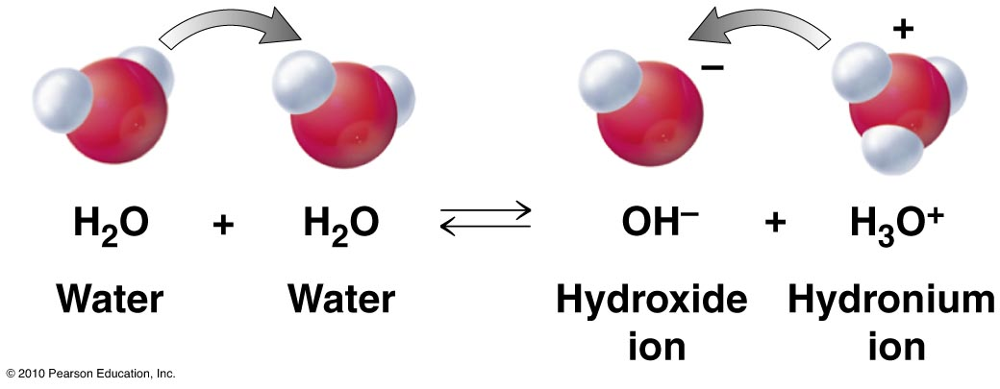 +
–
H₂O + H₂O ⇌ OH⁻ + H₃O⁺
Water Water Hydroxide ion Hydronium ion
© 2010 Pearson Education, Inc.